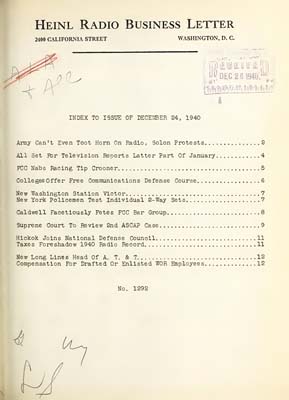 HEINL RADIO BUSINESS LETTER
2400 CALIFORNIA STREET WASHINGTON, D. C.
RECEIVED
DEC 26 1940
INDEX TO ISSUE OF DECEMBER 24, 1940
Army Can't Even Toot Horn On Radio, Solon Protests..............2
All Set For Television Reports Latter Part Of January...........4
FCC Nabs Racing Tip Crooner.....................................5
Colleges Offer Free Communications Defense Course...............6
New Washington Station Victor...................................7
New York Policemen Test Individual 2-Way Sets...................7
Caldwell Facetiously Fetes FCC Bar Group........................8
Supreme Court To Review 2nd ASCAP Case..........................9
Hickok Joins National Defense Council..........................11
Taxes Foreshadow 1940 Radio Record.............................11
New Long Lines Head Of A. T. & T...............................12
Compensation For Drafted Or Enlisted WOR Employees.............12
No. 1292